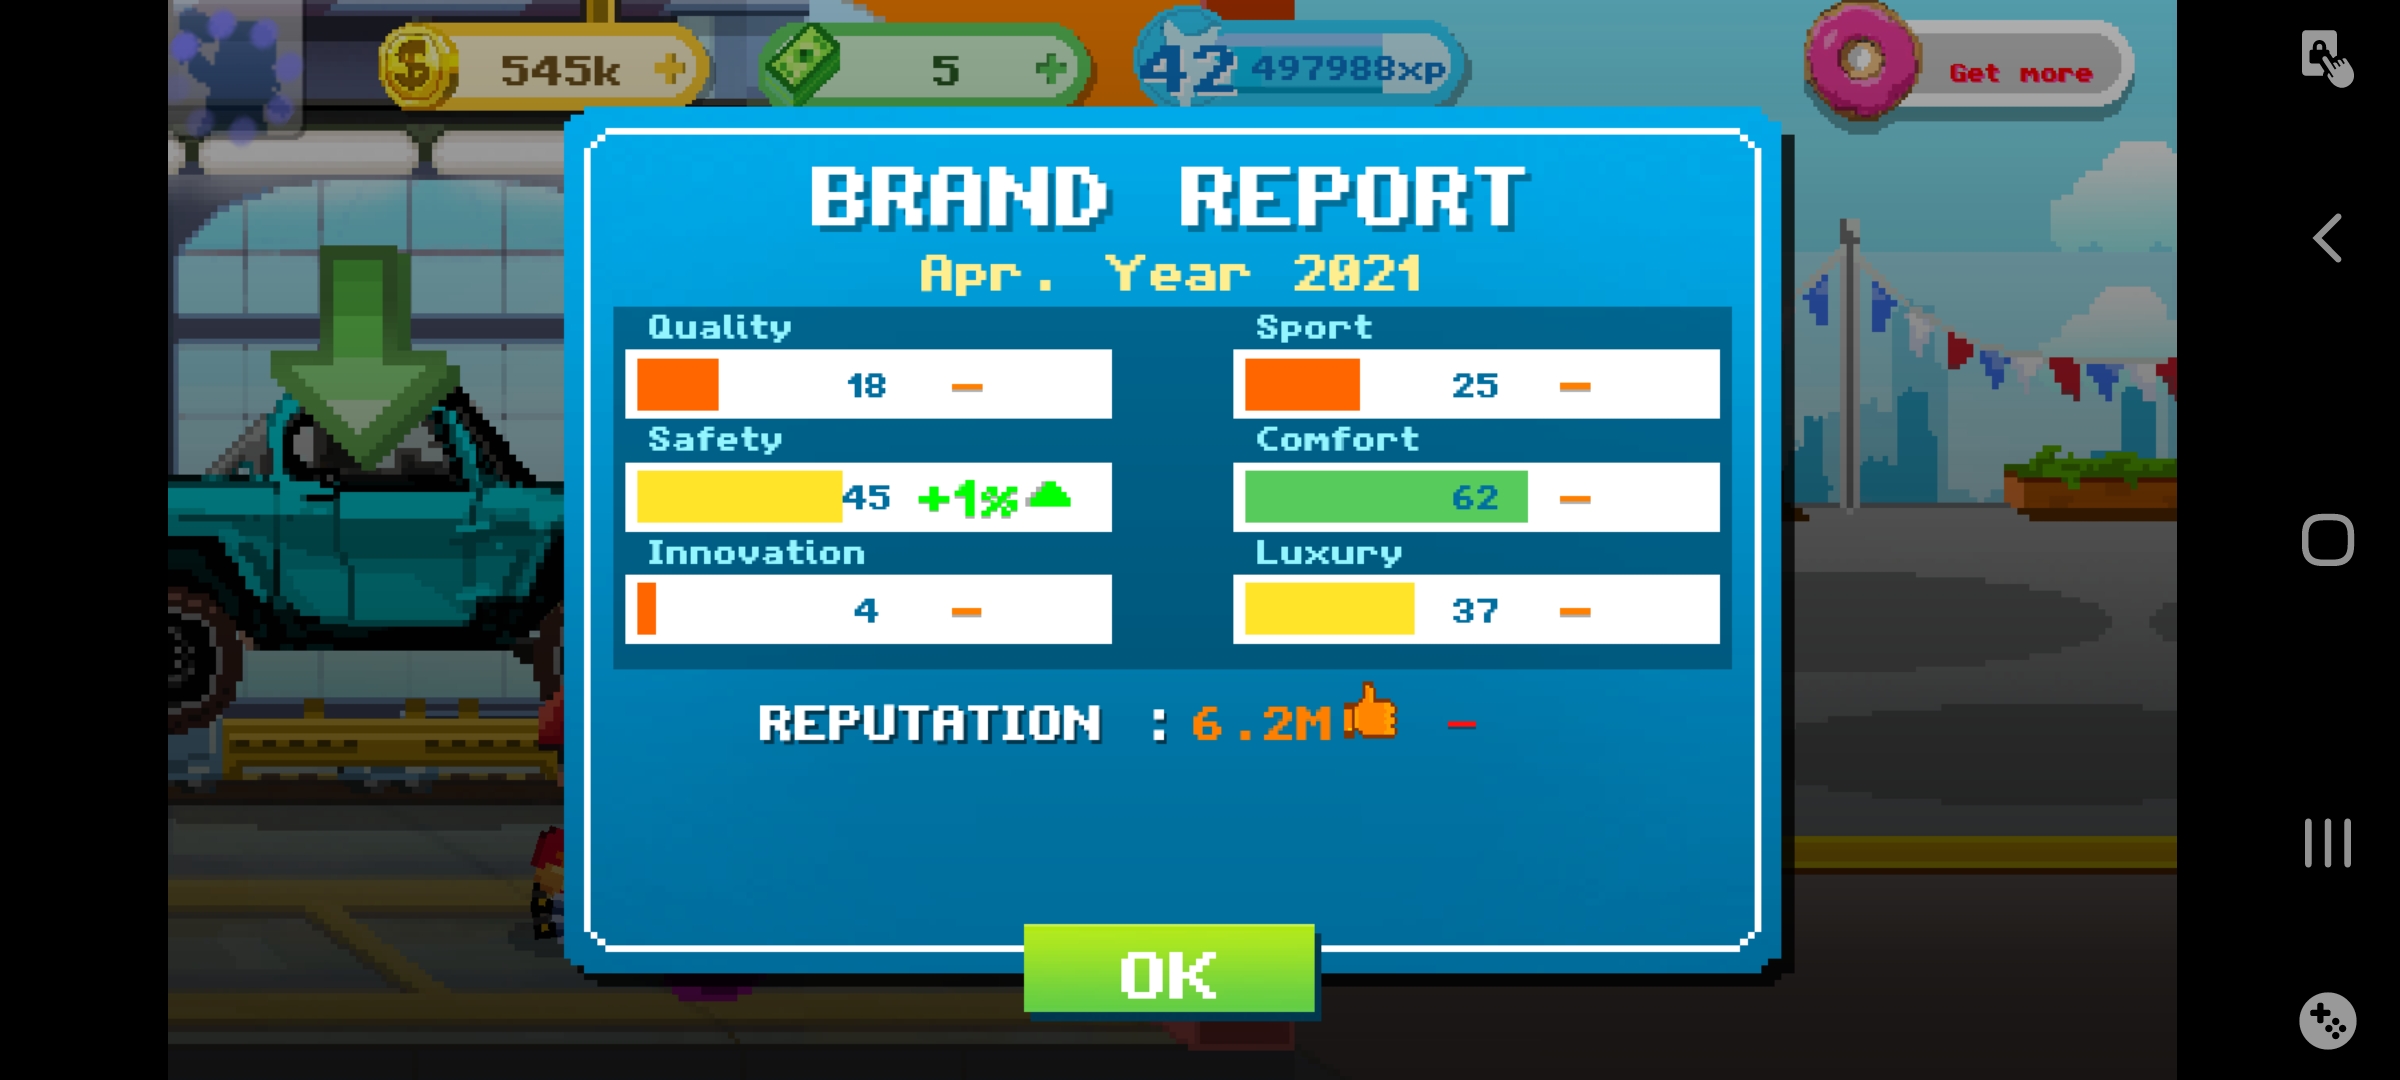 545k +
5 +
42 497988xp
Get more
BRAND REPORT
Apr. Year 2021
Quality
Sport
18 -
25 -
Safety
Comfort
45 +1%
62 -
Innovation
Luxury
4 -
37 -
REPUTATION : 6.2M -
OK